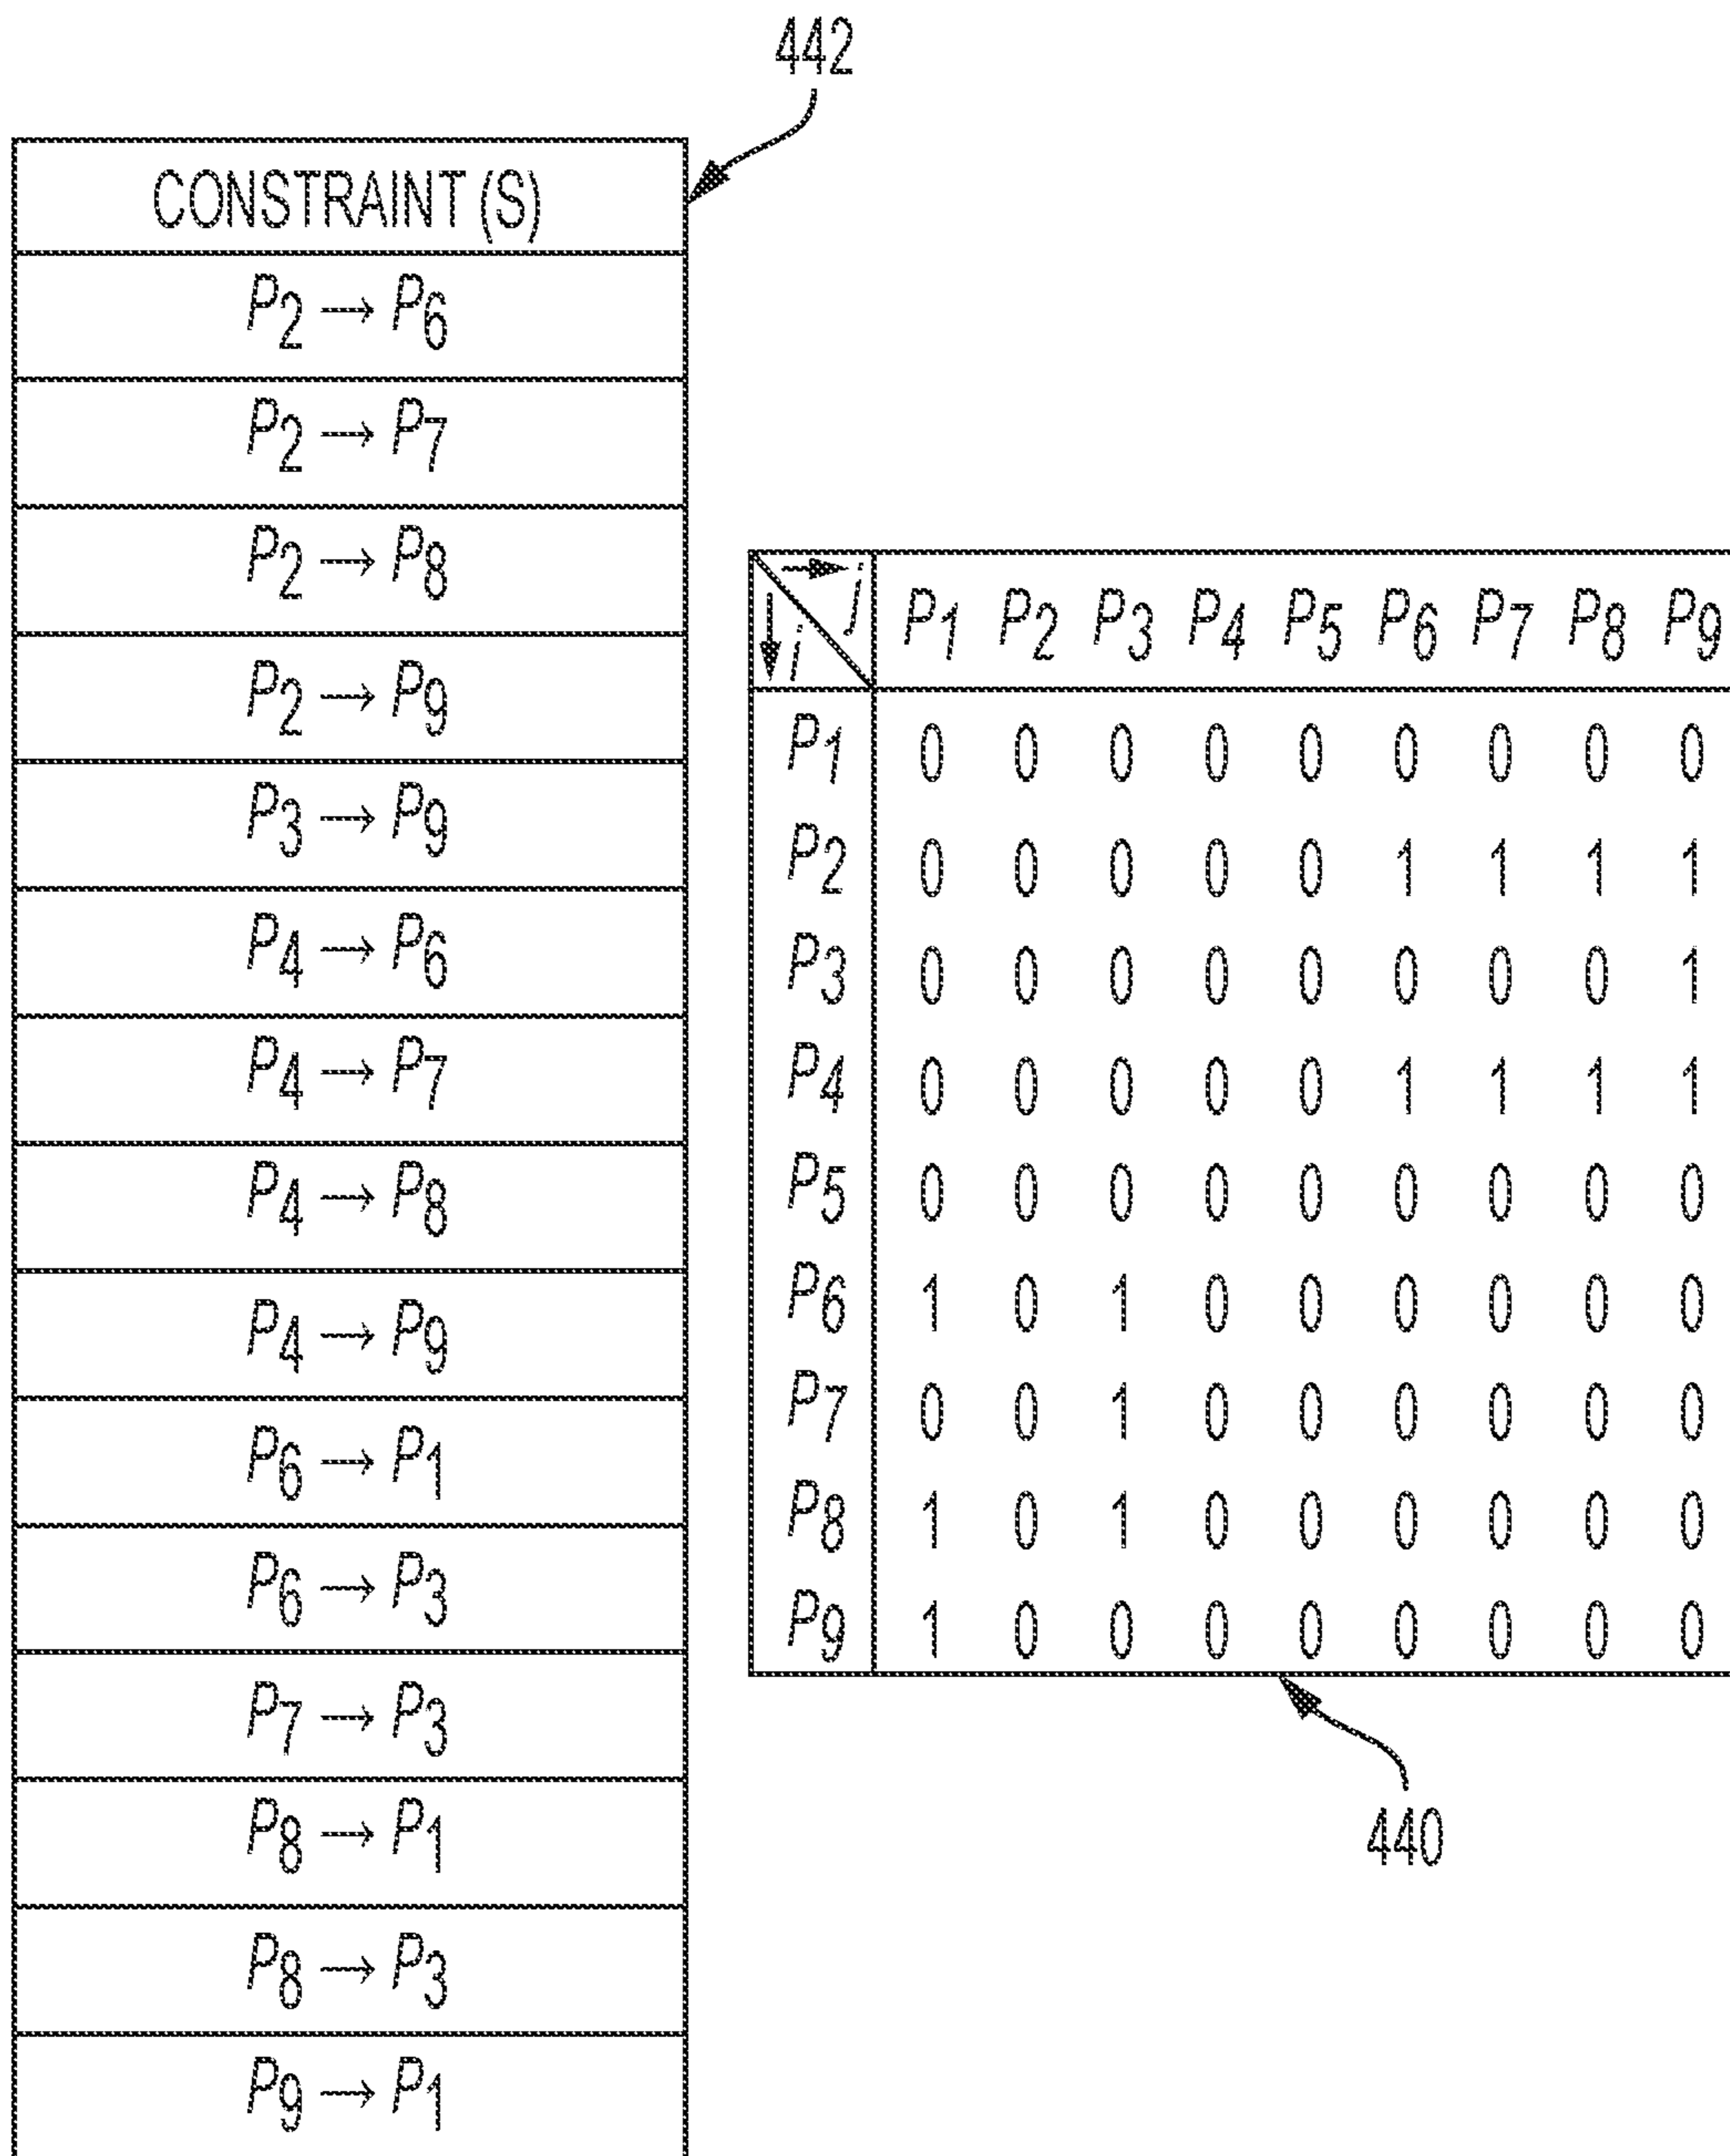 442
CONSTRAINT(S)
P2 → P6
P2 → P7
P2 → P8
P2 → P9
P3 → P9
P4 → P6
P4 → P7
P4 → P8
P4 → P9
P6 → P1
P6 → P3
P7 → P3
P8 → P1
P8 → P3
P9 → P1
→ j
↓ i
P1 P2 P3 P4 P5 P6 P7 P8 P9
P1 0 0 0 0 0 0 0 0 0
P2 0 0 0 0 0 1 1 1 1
P3 0 0 0 0 0 0 0 0 1
P4 0 0 0 0 0 1 1 1 1
P5 0 0 0 0 0 0 0 0 0
P6 1 0 1 0 0 0 0 0 0
P7 0 0 1 0 0 0 0 0 0
P8 1 0 1 0 0 0 0 0 0
P9 1 0 0 0 0 0 0 0 0
440